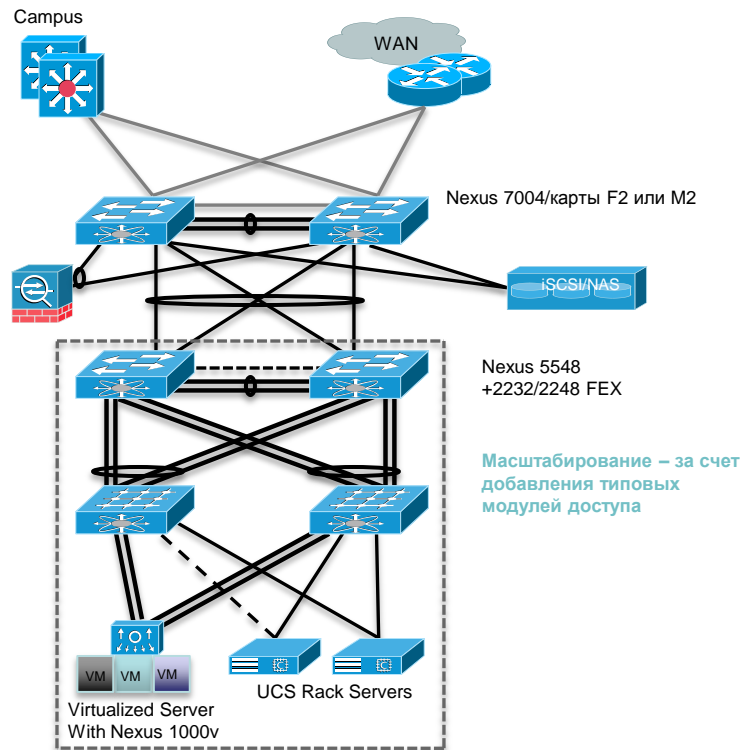 Campus
WAN
Nexus 7004/карты F2 или M2
iSCSI/NAS
Nexus 5548
+2232/2248 FEX
Масштабирование – за счет
добавления типовых
модулей доступа
VM VM VM
C C
UCS Rack Servers
Virtualized Server
With Nexus 1000v